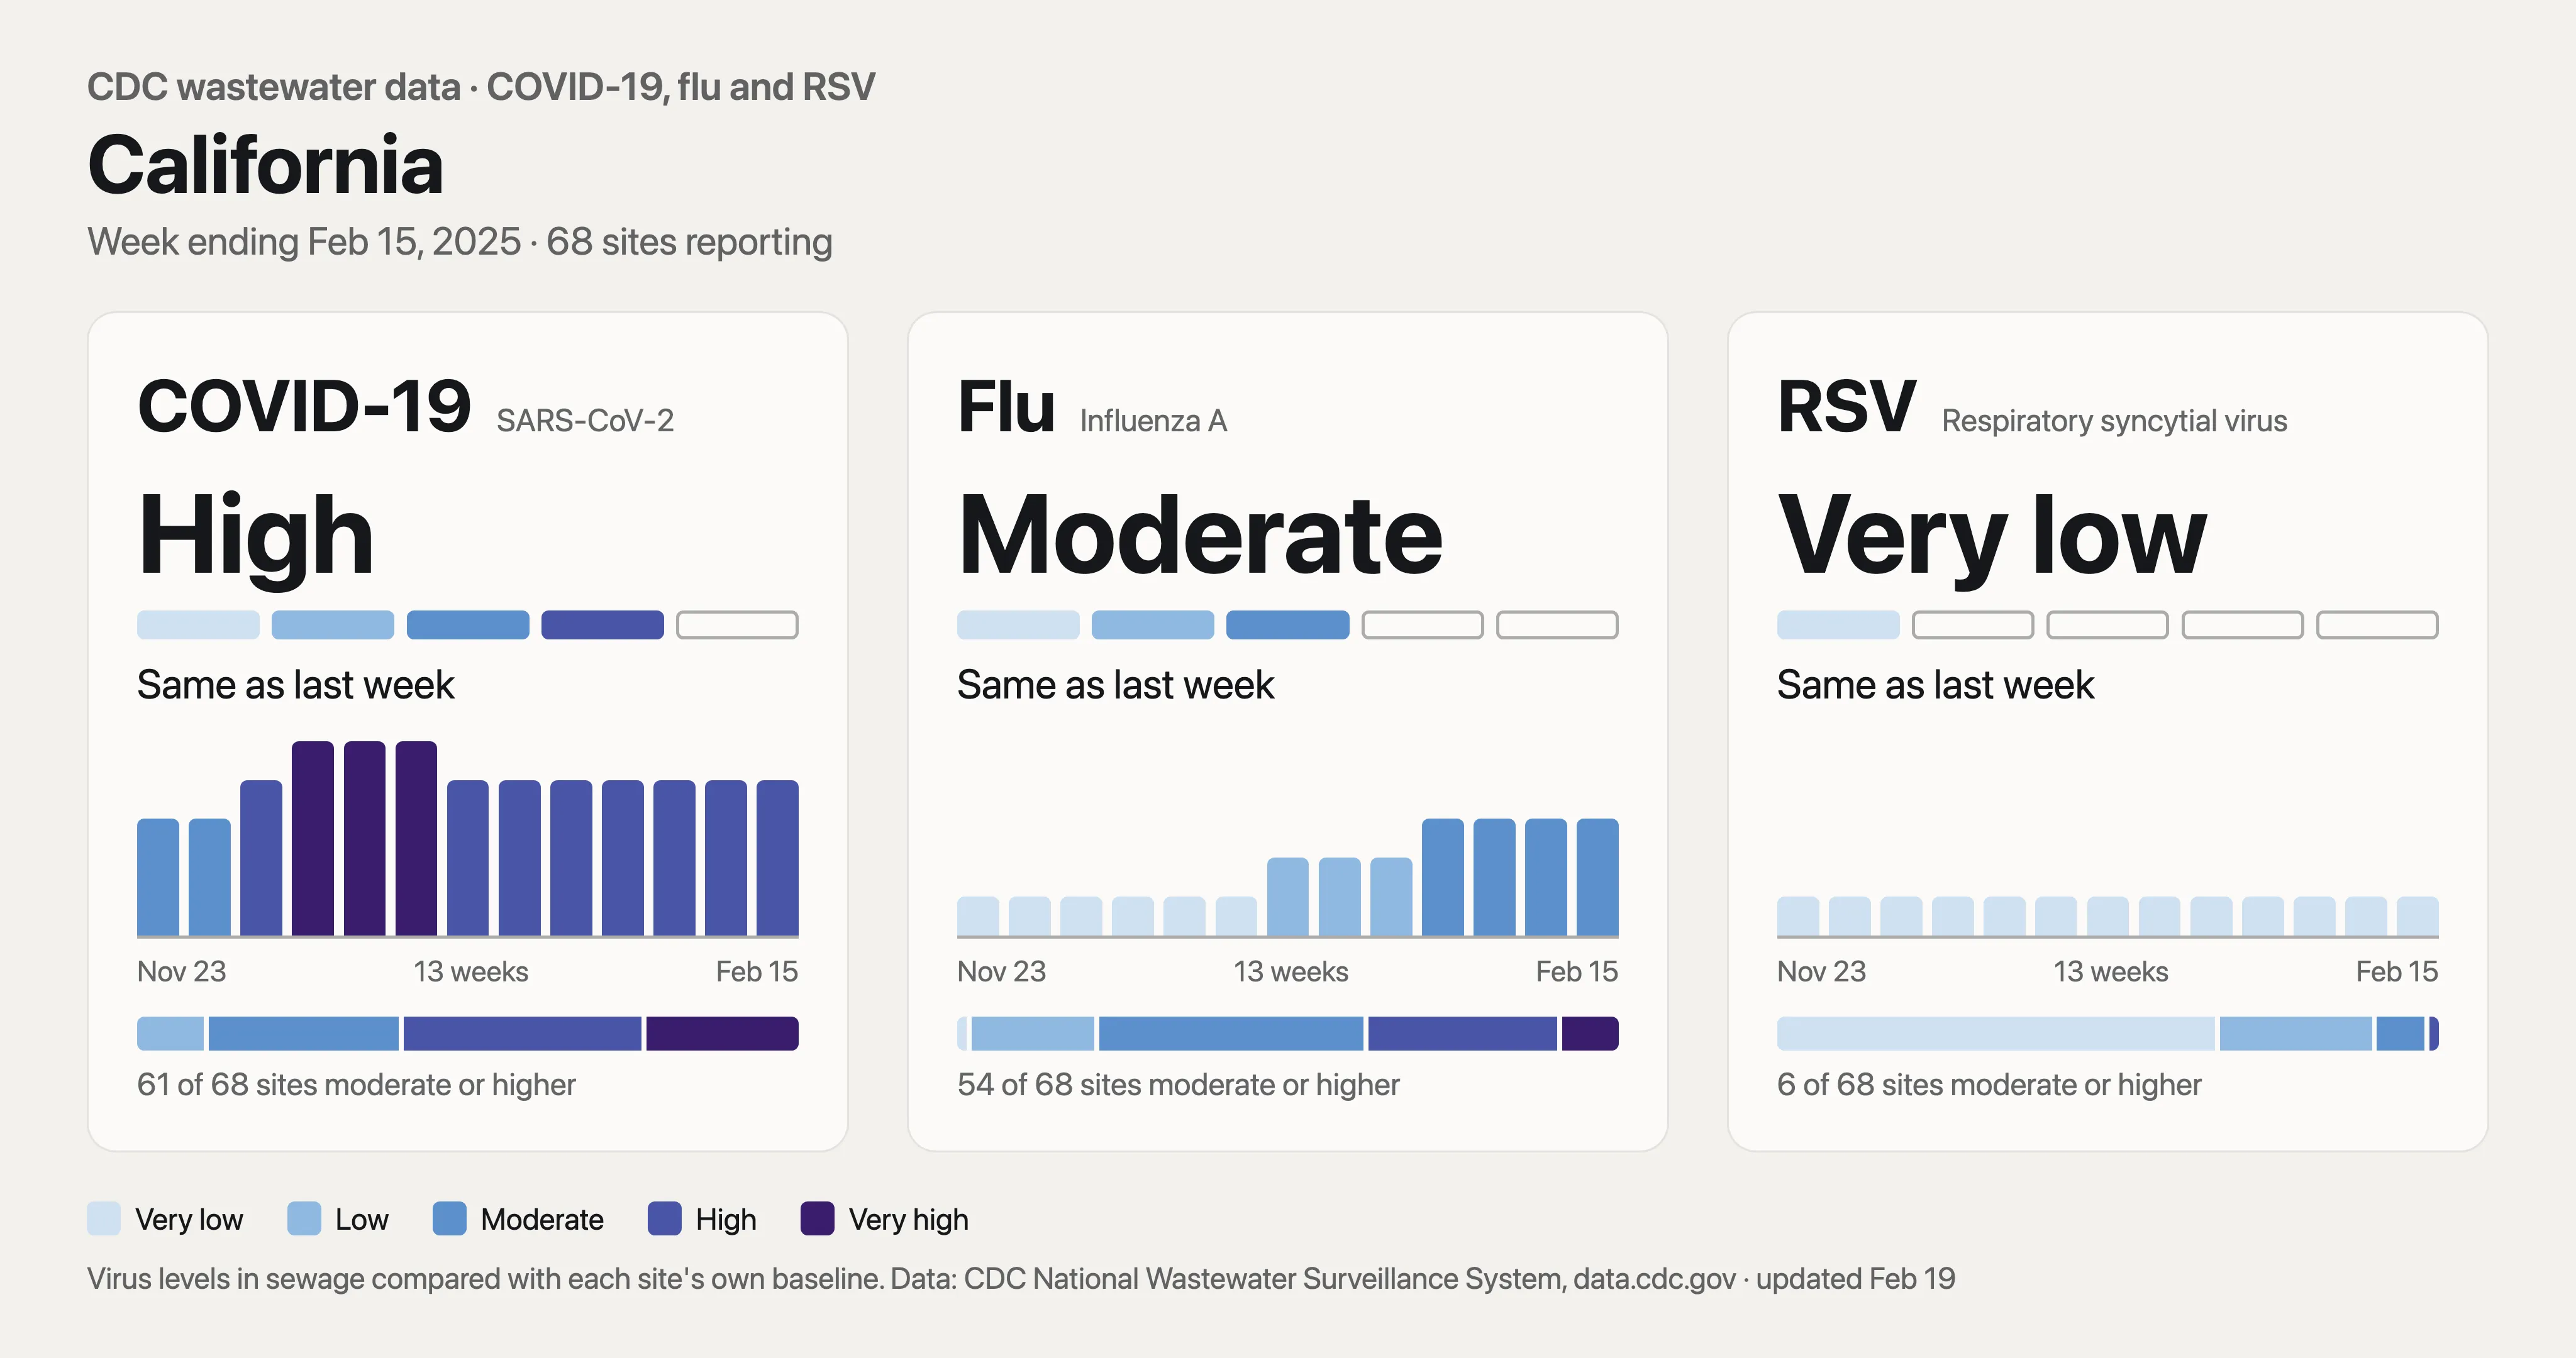 CDC wastewater data · COVID-19, flu and RSV
California
Week ending Feb 15, 2025 · 68 sites reporting
COVID-19 SARS-CoV-2
High
Same as last week
Nov 23 13 weeks Feb 15
61 of 68 sites moderate or higher
Flu Influenza A
Moderate
Same as last week
Nov 23 13 weeks Feb 15
54 of 68 sites moderate or higher
RSV Respiratory syncytial virus
Very low
Same as last week
Nov 23 13 weeks Feb 15
6 of 68 sites moderate or higher
Very low Low Moderate High Very high
Virus levels in sewage compared with each site's own baseline. Data: CDC National Wastewater Surveillance System, data.cdc.gov · updated Feb 19